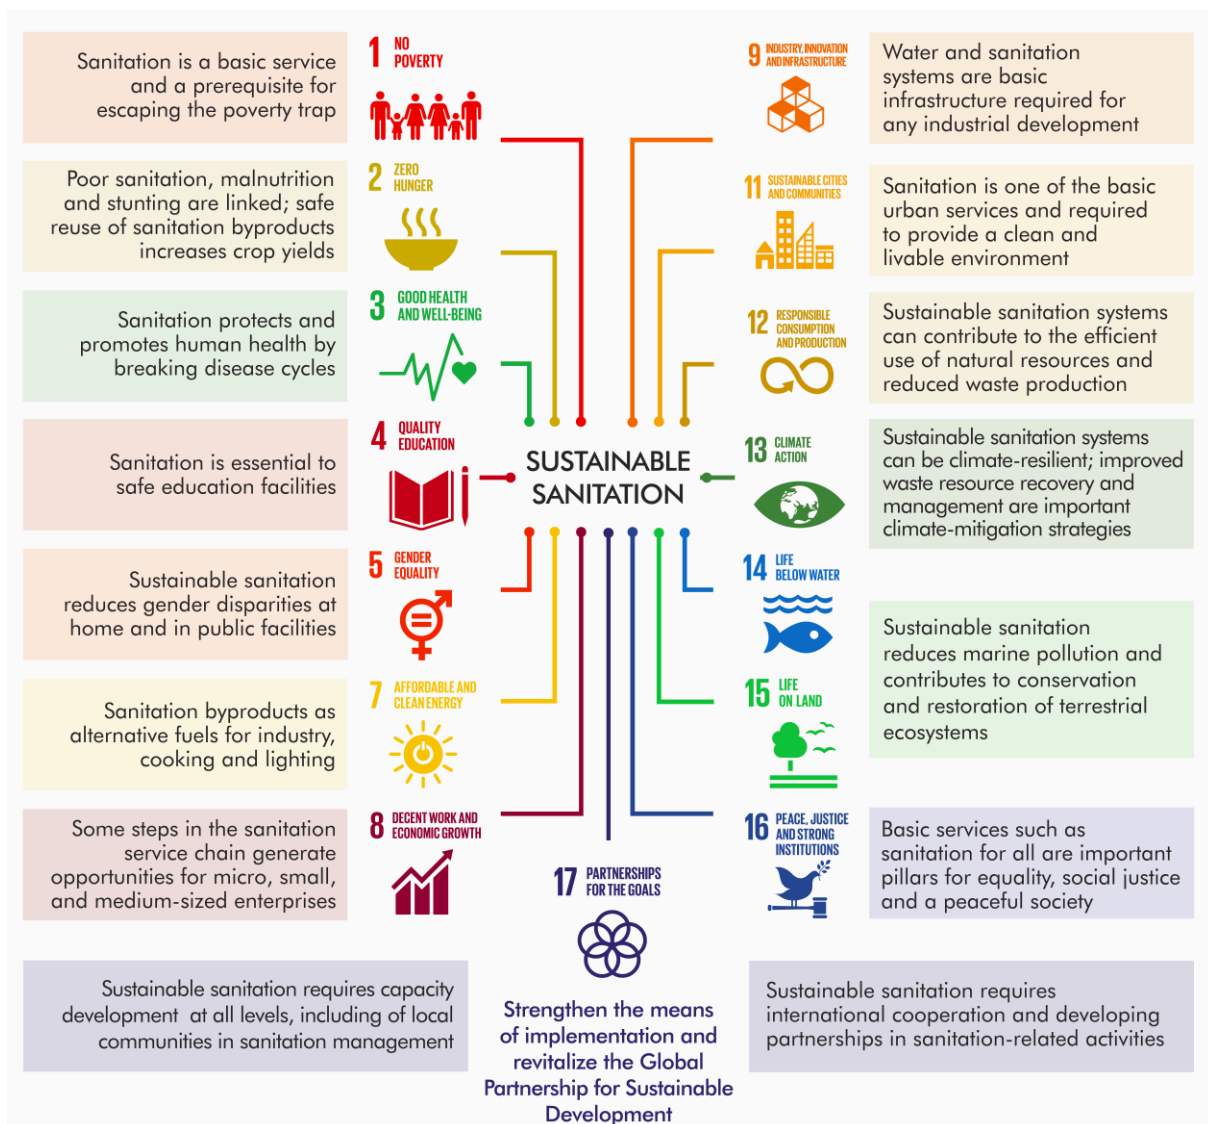 Sanitation is a basic service
and a prerequisite for
escaping the poverty trap
1 NO
POVERTY
Poor sanitation, malnutrition
and stunting are linked; safe
reuse of sanitation byproducts
increases crop yields
2 ZERO
HUNGER
Sanitation protects and
promotes human health by
breaking disease cycles
3 GOOD HEALTH
AND WELL-BEING
Sanitation is essential to
safe education facilities
4 QUALITY
EDUCATION
Sustainable sanitation
reduces gender disparities at
home and in public facilities
5 GENDER
EQUALITY
Sanitation byproducts as
alternative fuels for industry,
cooking and lighting
7 AFFORDABLE AND
CLEAN ENERGY
Some steps in the sanitation
service chain generate
opportunities for micro, small,
and medium-sized enterprises
8 DECENT WORK AND
ECONOMIC GROWTH
SUSTAINABLE
SANITATION
9 INDUSTRY, INNOVATION
AND INFRASTRUCTURE
Water and sanitation
systems are basic
infrastructure required for
any industrial development
11 SUSTAINABLE CITIES
AND COMMUNITIES
Sanitation is one of the basic
urban services and required
to provide a clean and
livable environment
12 RESPONSIBLE
CONSUMPTION
AND PRODUCTION
Sustainable sanitation systems
can contribute to the efficient
use of natural resources and
reduced waste production
13 CLIMATE
ACTION
Sustainable sanitation systems
can be climate-resilient; improved
waste resource recovery and
management are important
climate-mitigation strategies
14 LIFE
BELOW WATER
15 LIFE
ON LAND
Sustainable sanitation
reduces marine pollution and
contributes to conservation
and restoration of terrestrial
ecosystems
16 PEACE, JUSTICE
AND STRONG
INSTITUTIONS
Basic services such as
sanitation for all are important
pillars for equality, social justice
and a peaceful society
17 PARTNERSHIPS
FOR THE GOALS
Sustainable sanitation requires capacity
development at all levels, including of local
communities in sanitation management
Strengthen the means
of implementation and
revitalize the Global
Partnership for Sustainable
Development
Sustainable sanitation requires
international cooperation and developing
partnerships in sanitation-related activities